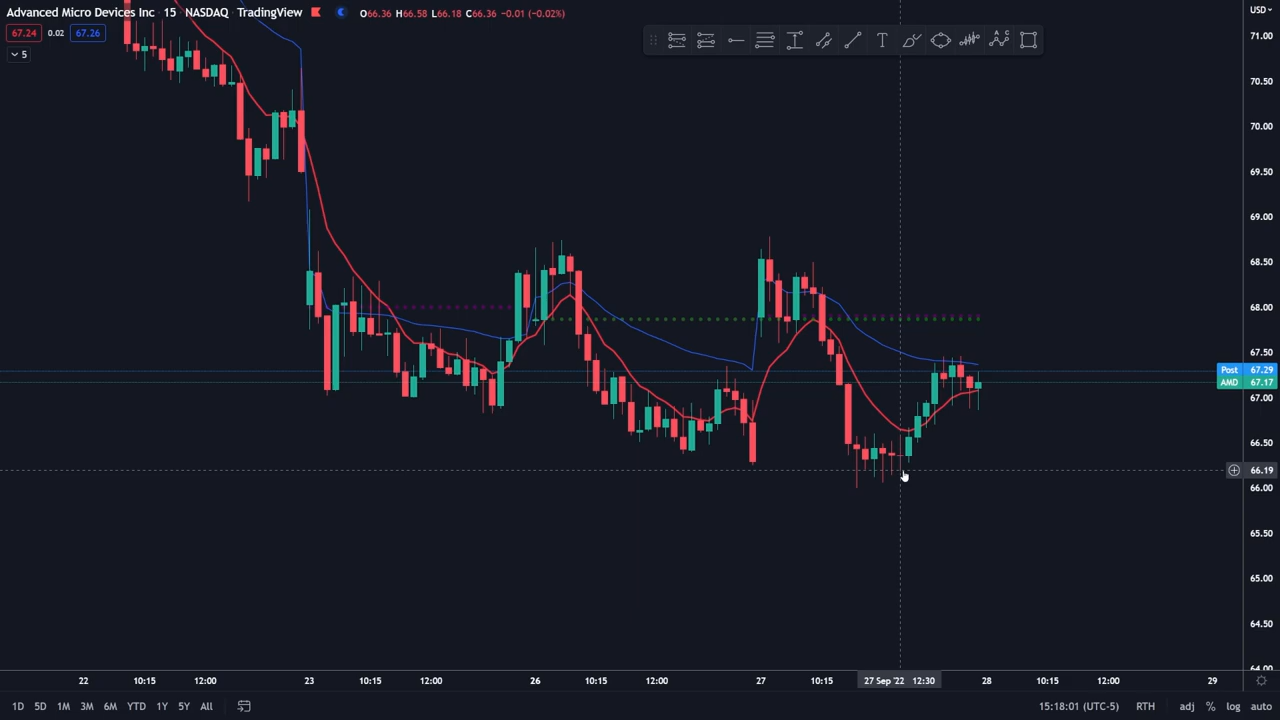 Advanced Micro Devices Inc · 15 · NASDAQ · TradingView O66.36 H66.58 L66.18 C66.36 -0.01 (-0.02%)
67.24 0.02 67.26
5
T
USD
71.00
70.50
70.00
69.50
69.00
68.50
68.00
67.50
Post 67.29
AMD 67.17
67.00
66.50
66.19
66.00
65.50
65.00
64.50
64.00
22 10:15 12:00 23 10:15 12:00 26 10:15 12:00 27 10:15 27 Sep '22 12:30 28 10:15 12:00 29
1D 5D 1M 3M 6M YTD 1Y 5Y All 15:18:01 (UTC-5) RTH adj % log auto